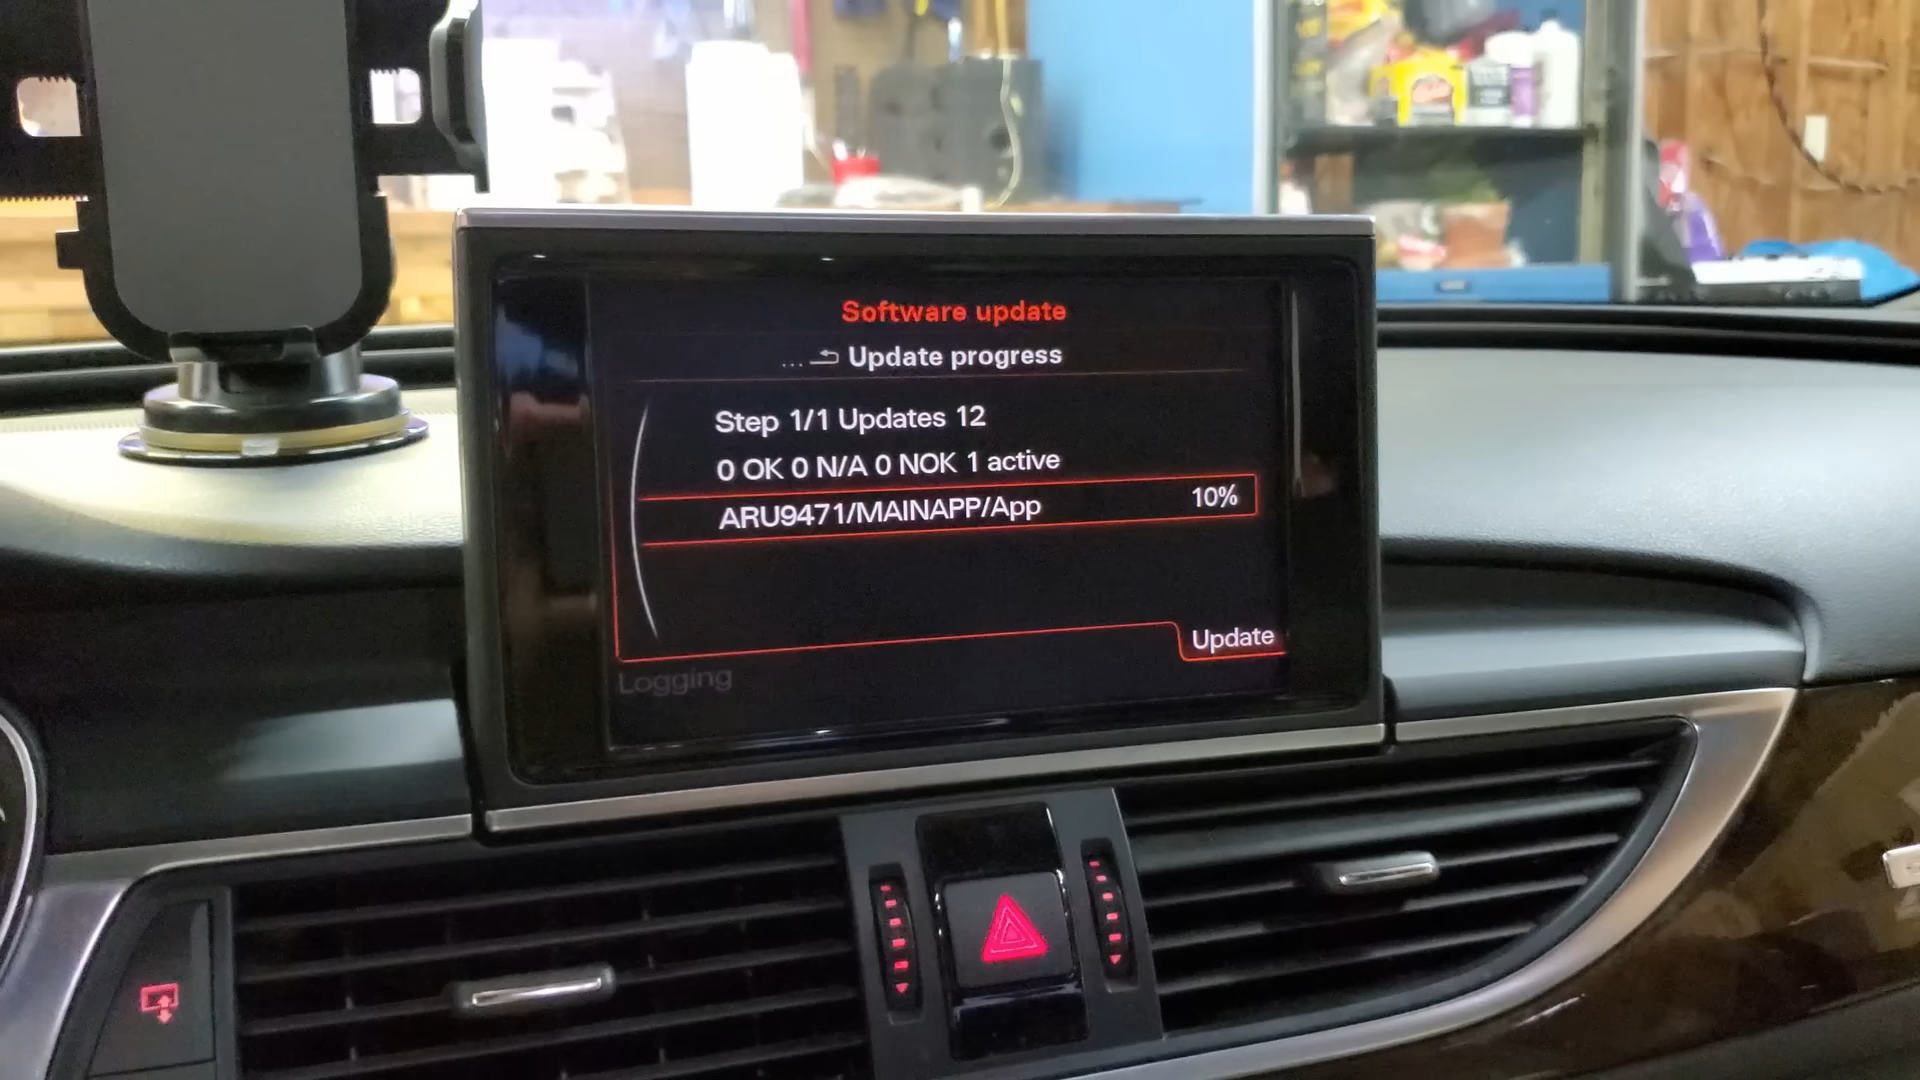 Software update
... Update progress
Step 1/1 Updates 12
0 OK 0 N/A 0 NOK 1 active
ARU9471/MAINAPP/App 10%
Update
Logging